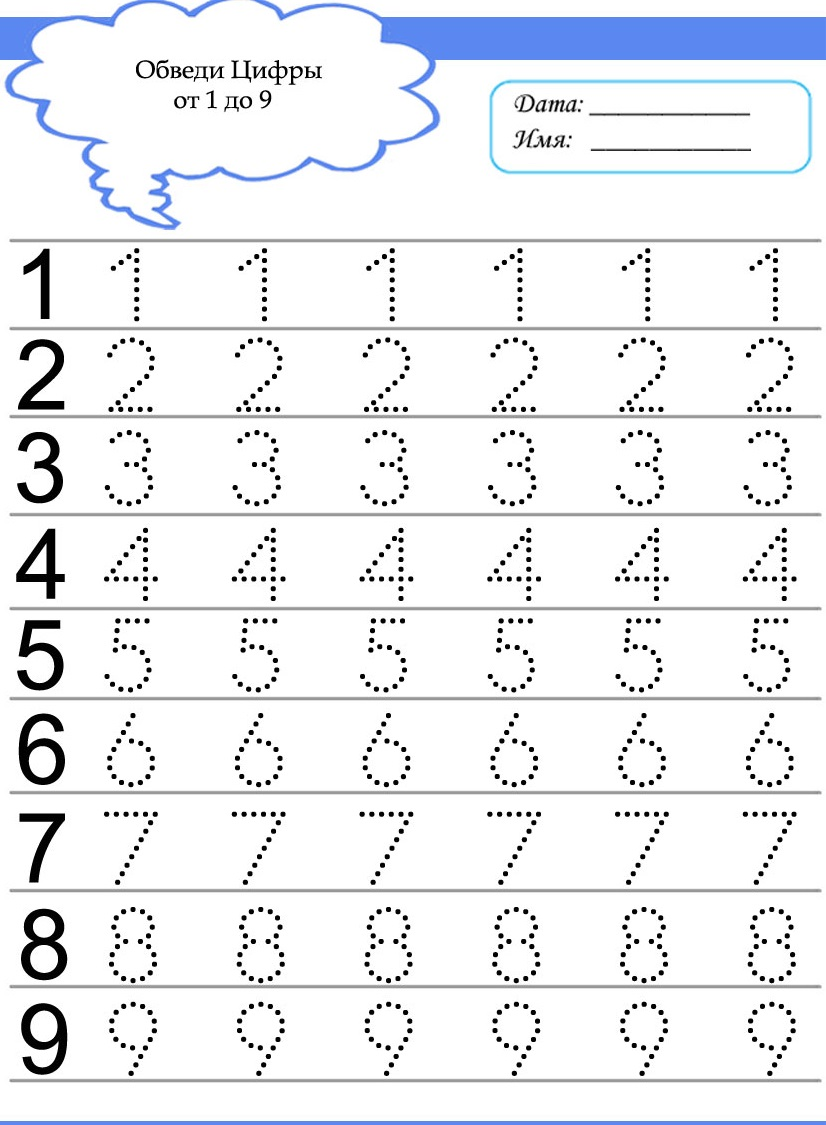 Обведи Цифры
от 1 до 9
Дата: ____________
Имя: ____________
1 1 1 1 1 1 1
2 2 2 2 2 2 2
3 3 3 3 3 3 3
4 4 4 4 4 4 4
5 5 5 5 5 5 5
6 6 6 6 6 6 6
7 7 7 7 7 7 7
8 8 8 8 8 8 8
9 9 9 9 9 9 9